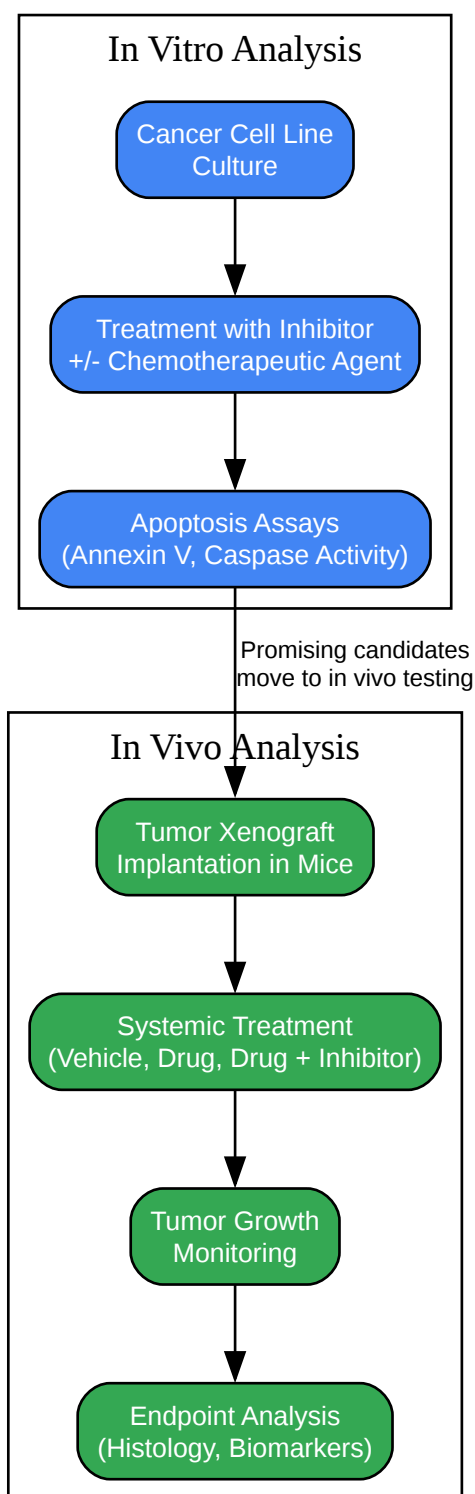 In Vitro Analysis
Cancer Cell Line
Culture
Treatment with Inhibitor
+/- Chemotherapeutic Agent
Apoptosis Assays
(Annexin V, Caspase Activity)
Promising candidates
move to in vivo testing
In Vivo Analysis
Tumor Xenograft
Implantation in Mice
Systemic Treatment
(Vehicle, Drug, Drug + Inhibitor)
Tumor Growth
Monitoring
Endpoint Analysis
(Histology, Biomarkers)